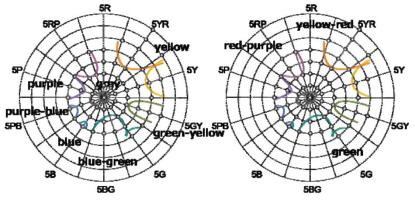 5R
5RP
5YR
yellow
5P
5Y
purple
gray
purple-blue
5PB
5GY
green-yellow
blue
blue-green
5B
5G
5BG
5R
yellow-red
5RP
5YR
red-purple
5P
5Y
5PB
5GY
green
5B
5G
5BG